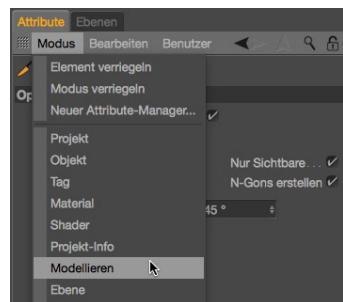 Attribute Ebenen
Modus Bearbeiten Benutzer
Element verriegeln
Modus verriegeln
Neuer Attribute-Manager...
Projekt
Objekt
Nur Sichtbare...
Tag
N-Gons erstellen
Material
45 °
Shader
Projekt-Info
Modellieren
Ebene